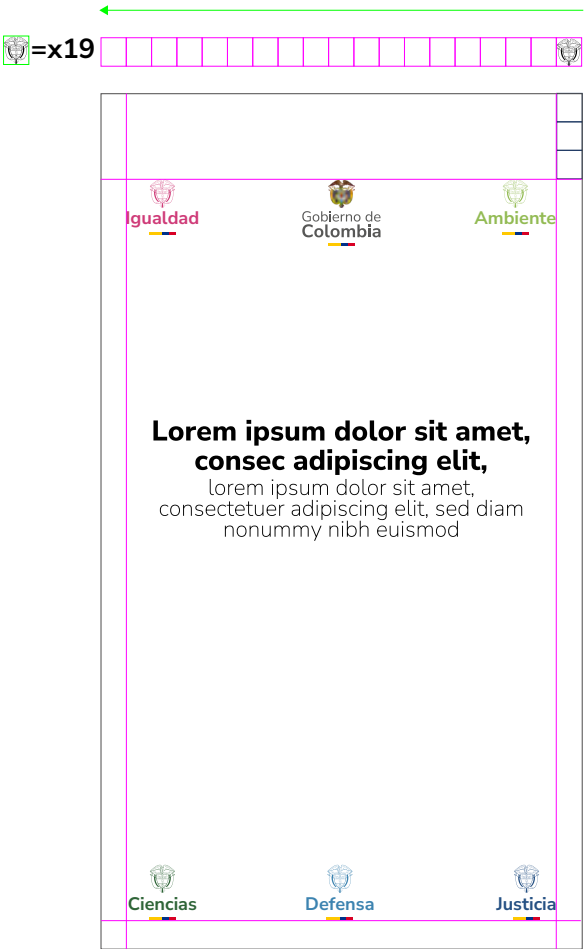 =x19
Igualdad
Gobierno de
Colombia
Ambiente
Lorem ipsum dolor sit amet,
consec adipiscing elit,
lorem ipsum dolor sit amet,
consectetuer adipiscing elit, sed diam
nonummy nibh euismod
Ciencias
Defensa
Justicia